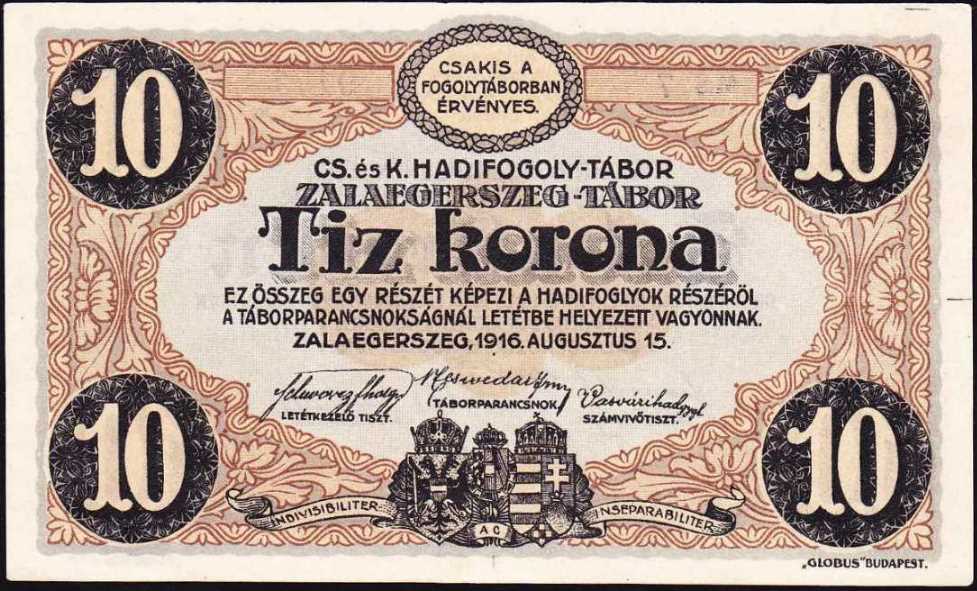 10
10
CSAKIS A
FOGOLYTÁBORBAN
ÉRVÉNYES.
CS. és K. HADIFOGOLY-TÁBOR
ZALAEGERSZEG-TÁBOR
Tiz korona
EZ ÖSSZEG EGY RÉSZÉT KÉPEZI A HADIFOGLYOK RÉSZÉRÖL
A TÁBORPARANCSNOKSÁGNÁL LETÉTBE HELYEZETT VAGYONNAK.
ZALAEGERSZEG, 1916. AUGUSZTUS 15.
LETÉTKEZELŐ TISZT.
TÁBORPARANCSNOK.
SZÁMVIVŐTISZT.
10
10
INDIVISIBILITER
A G
INSEPARABILITER
„GLOBUS" BUDAPEST.